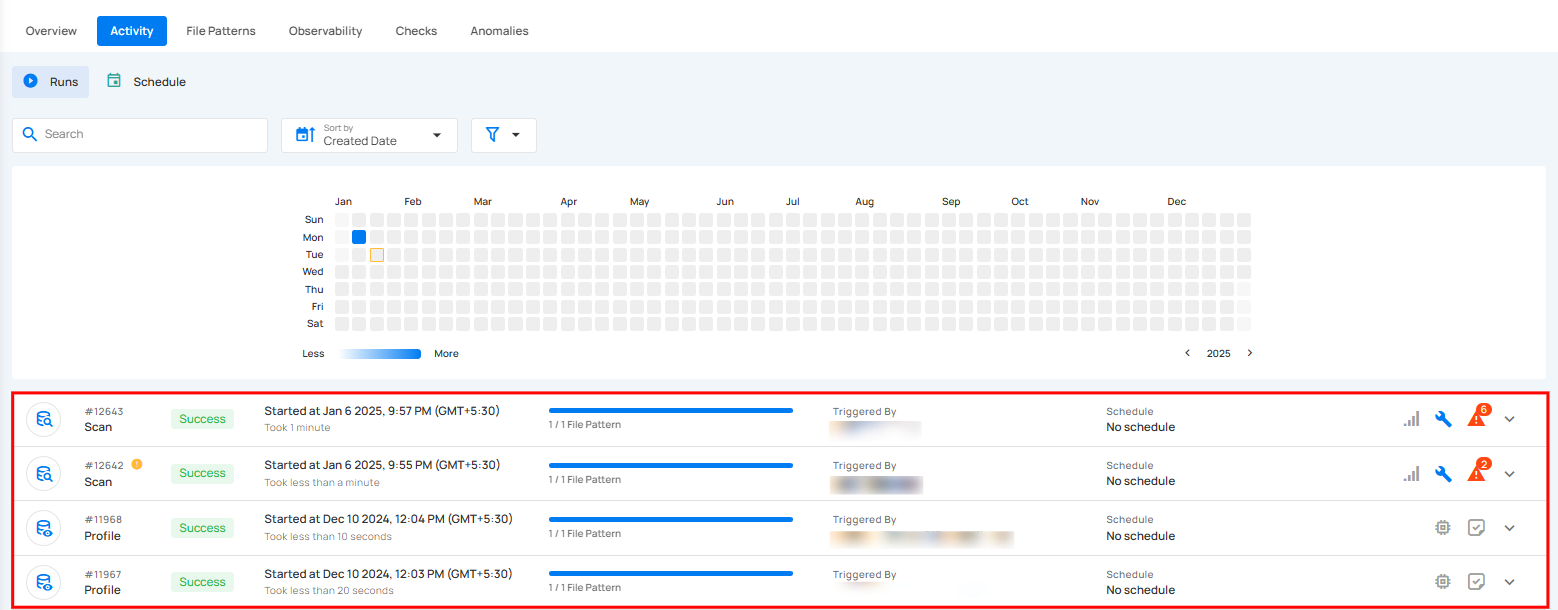 Overview Activity File Patterns Observability Checks Anomalies
Runs Schedule
Search
Sort by
Created Date
Jan Feb Mar Apr May Jun Jul Aug Sep Oct Nov Dec
Sun
Mon
Tue
Wed
Thu
Fri
Sat
Less More 2025
#12643 Success Started at Jan 6 2025, 9:57 PM (GMT+5:30) Triggered By Schedule 6
Scan Took 1 minute 1 / 1 File Pattern No schedule
#12642 Success Started at Jan 6 2025, 9:55 PM (GMT+5:30) Triggered By Schedule 2
Scan Took less than a minute 1 / 1 File Pattern No schedule
#11968 Success Started at Dec 10 2024, 12:04 PM (GMT+5:30) Triggered By Schedule
Profile Took less than 10 seconds 1 / 1 File Pattern No schedule
#11967 Success Started at Dec 10 2024, 12:03 PM (GMT+5:30) Triggered By Schedule
Profile Took less than 20 seconds 1 / 1 File Pattern No schedule